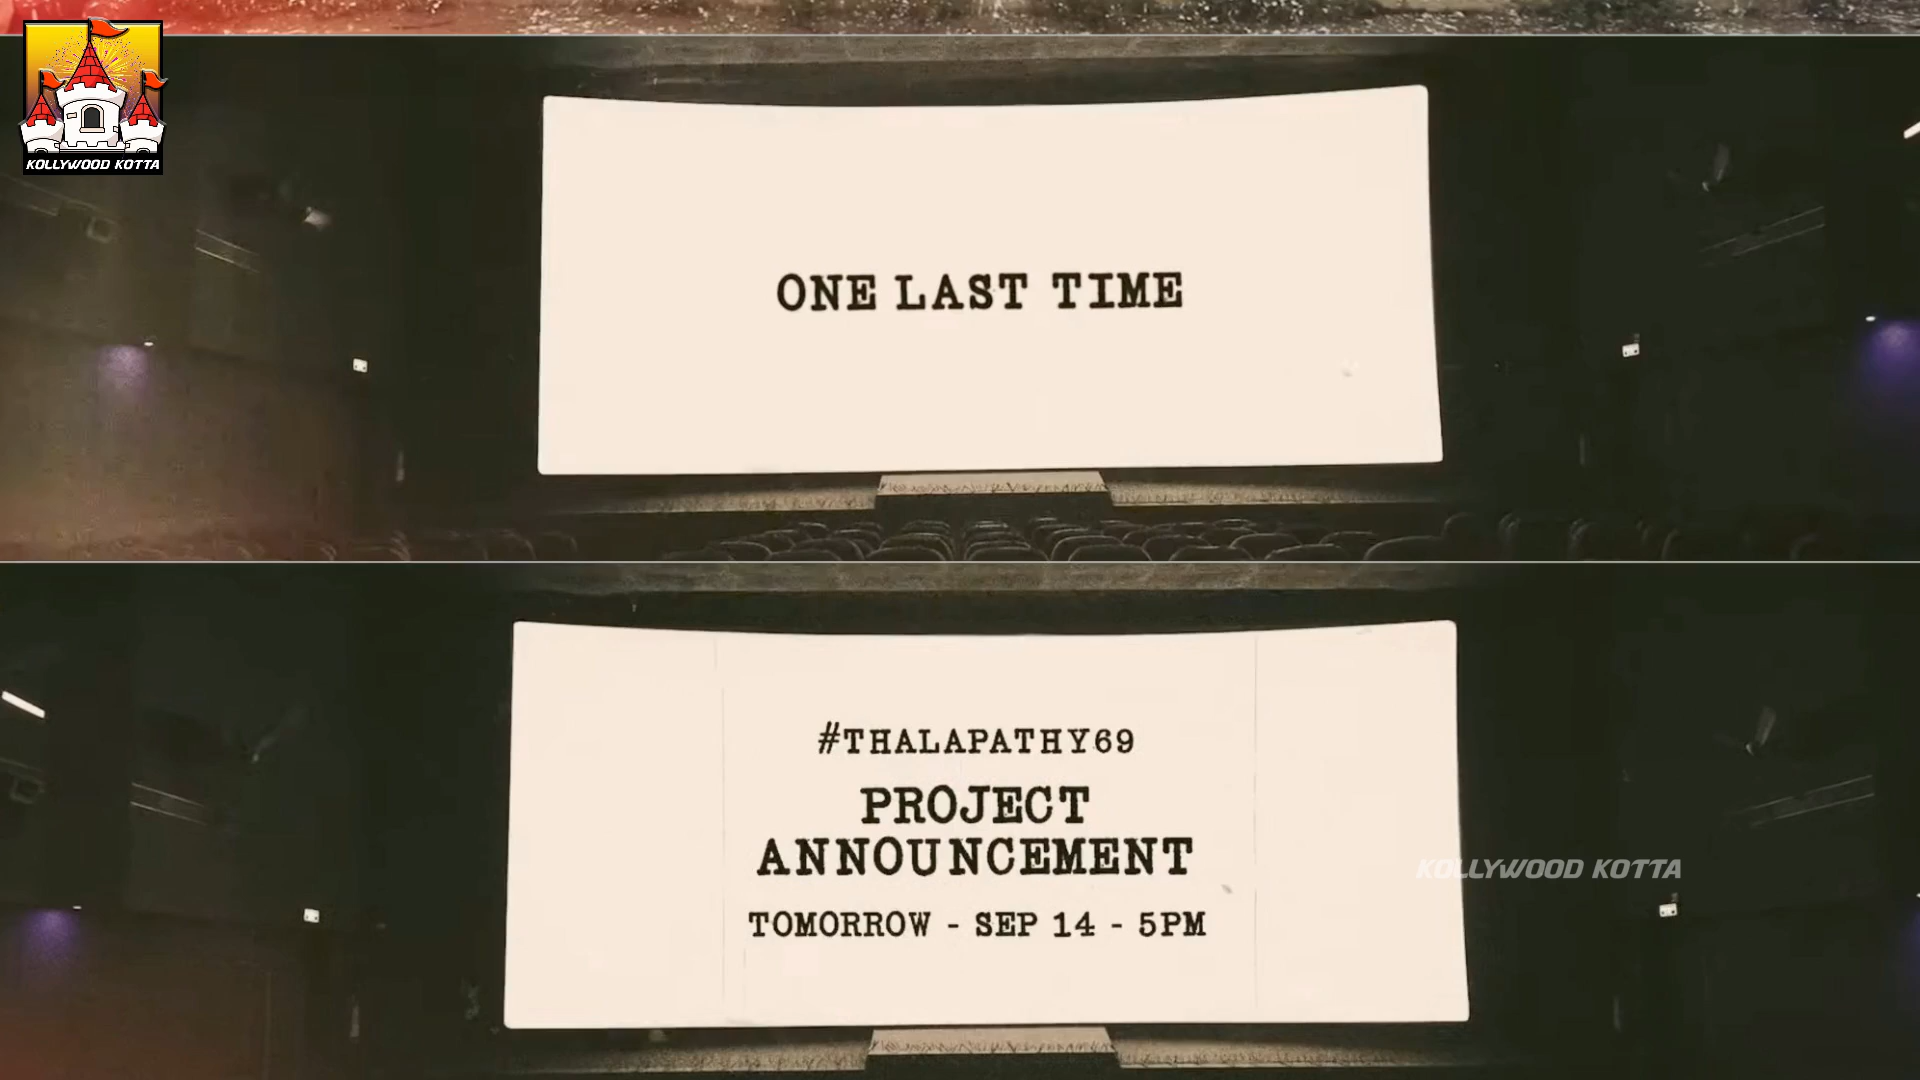 KOLLYWOOD KOTTA
ONE LAST TIME
#THALAPATHY69
PROJECT
ANNOUNCEMENT
TOMORROW - SEP 14 - 5PM
KOLLYWOOD KOTTA